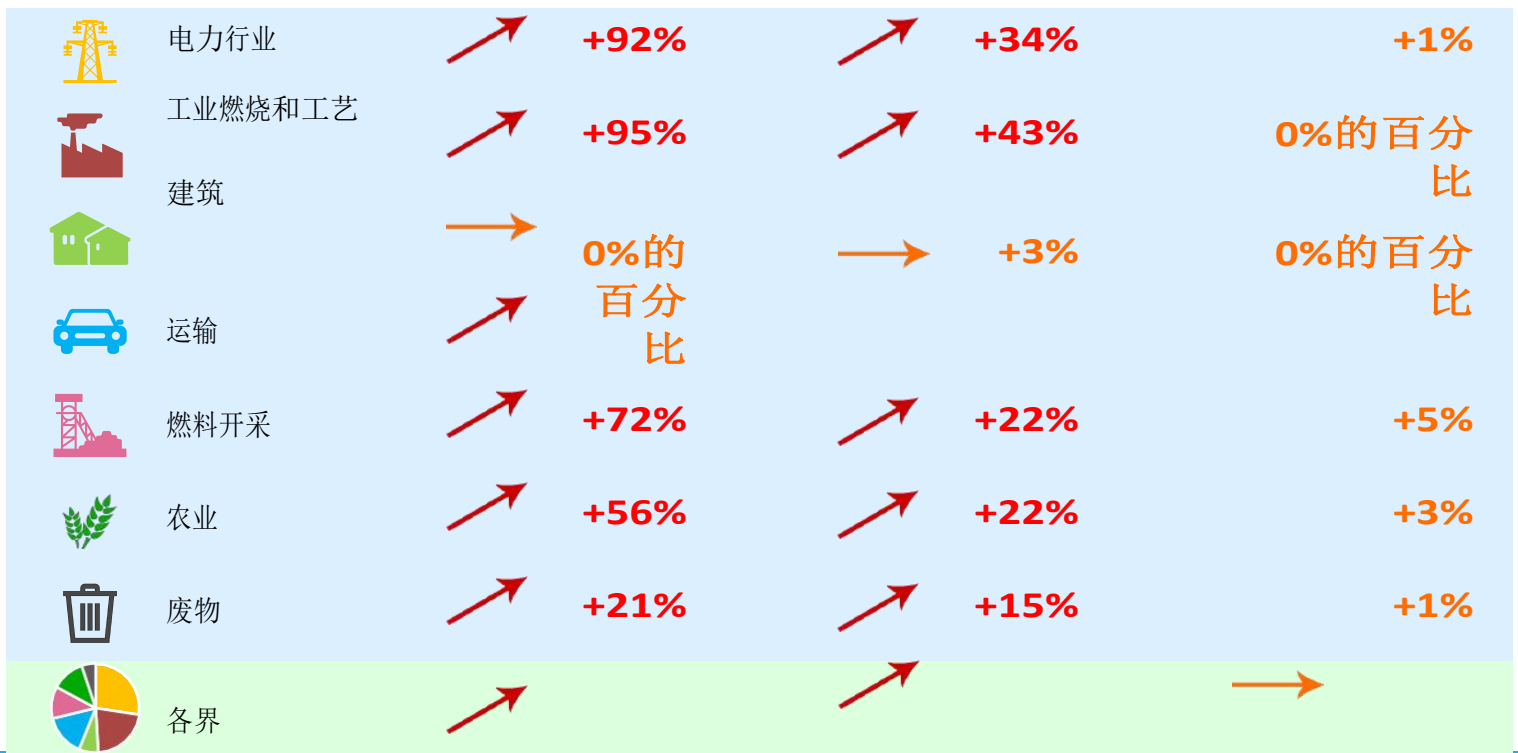 电力行业 +92% +34% +1%
工业燃烧和工艺
+95% +43% 0%的百分
比
建筑
0%的 +3% 0%的百分
百分 比
比
运输
燃料开采 +72% +22% +5%
农业 +56% +22% +3%
废物 +21% +15% +1%
各界